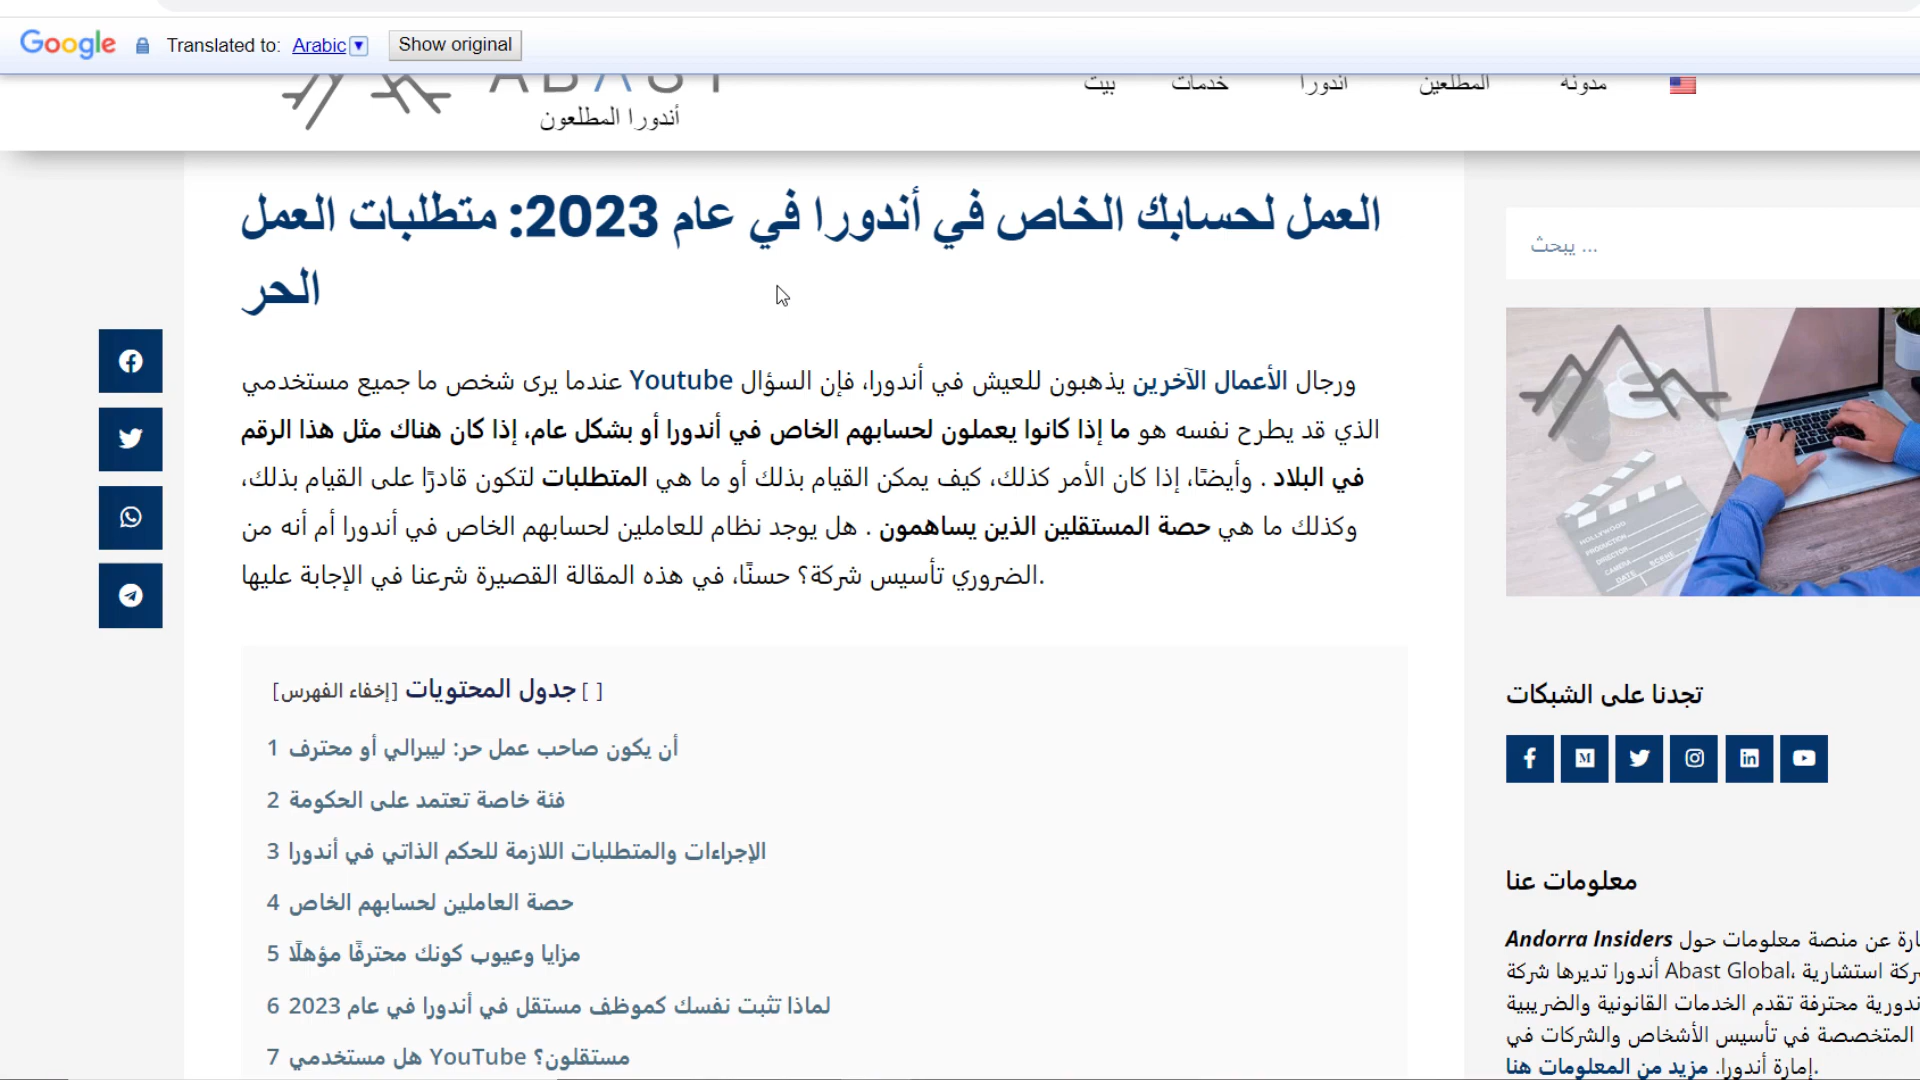 Google Translated to: Arabic Show original
ABAST
أندورا المطلعون
بيت خدمات اندورا المطلعين مدونه
العمل لحسابك الخاص في أندورا في عام 2023: متطلبات العمل
الحر
ورجال الأعمال الآخرين يذهبون للعيش في أندورا، فإن السؤال Youtube عندما يرى شخص ما جميع مستخدمي
الذي قد يطرح نفسه هو ما إذا كانوا يعملون لحسابهم الخاص في أندورا أو بشكل عام، إذا كان هناك مثل هذا الرقم
في البلاد . وأيضًا، إذا كان الأمر كذلك، كيف يمكن القيام بذلك أو ما هي المتطلبات لتكون قادرًا على القيام بذلك،
وكذلك ما هي حصة المستقلين الذين يساهمون . هل يوجد نظام للعاملين لحسابهم الخاص في أندورا أم أنه من
الضروري تأسيس شركة؟ حسنًا، في هذه المقالة القصيرة شرعنا في الإجابة عليها.
[ ] جدول المحتويات [إخفاء الفهرس]
1 أن يكون صاحب عمل حر: ليبرالي أو محترف
2 فئة خاصة تعتمد على الحكومة
3 الإجراءات والمتطلبات اللازمة للحكم الذاتي في أندورا
4 حصة العاملين لحسابهم الخاص
5 مزايا وعيوب كونك محترفًا مؤهلًا
6 لماذا تثبت نفسك كموظف مستقل في أندورا في عام 2023
7 هل مستخدمي YouTube مستقلون؟
يبحث ...
HOLLYWOOD
PRODUCTION
DIRECTOR
CAMERA
DATE SCENE
تجدنا على الشبكات
معلومات عنا
Andorra Insiders عن منصة معلومات حول
أندورا تديرها شركة Abast Global، استشارية
محترفة تقدم الخدمات القانونية والضريبية
المتخصصة في تأسيس الأشخاص والشركات في
إمارة أندورا. مزيد من المعلومات هنا.